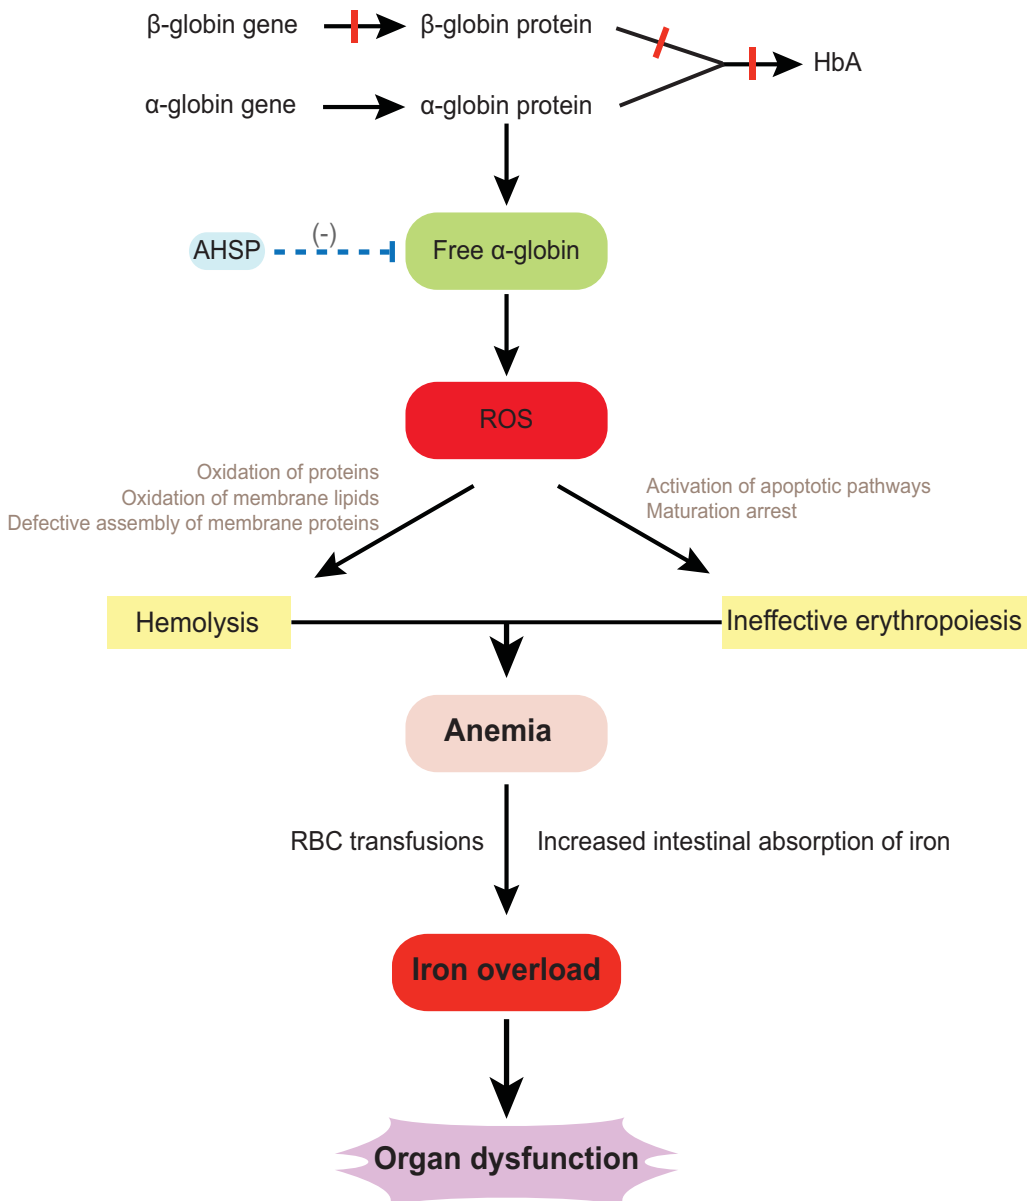 β-globin gene
β-globin protein
HbA
α-globin gene
α-globin protein
AHSP
(-)
Free α-globin
ROS
Oxidation of proteins
Oxidation of membrane lipids
Defective assembly of membrane proteins
Activation of apoptotic pathways
Maturation arrest
Hemolysis
Ineffective erythropoiesis
Anemia
RBC transfusions
Increased intestinal absorption of iron
Iron overload
Organ dysfunction